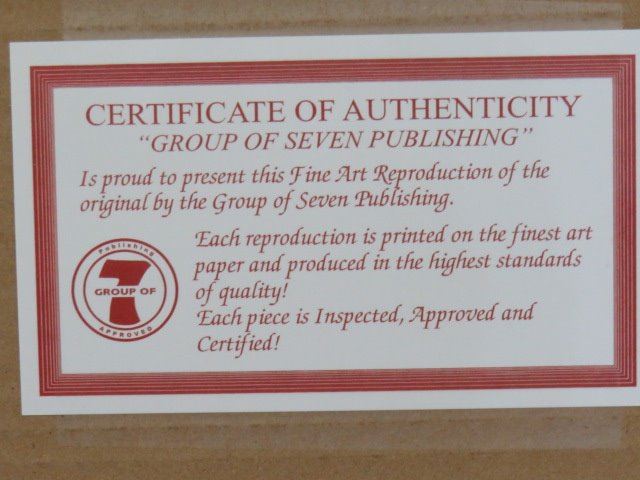 CERTIFICATE OF AUTHENTICITY
"GROUP OF SEVEN PUBLISHING"
Is proud to present this Fine Art Reproduction of the
original by the Group of Seven Publishing.
Each reproduction is printed on the finest art
paper and produced in the highest standards
of quality!
Each piece is Inspected, Approved and
Certified!
Publishing
7
GROUP OF
APPROVED